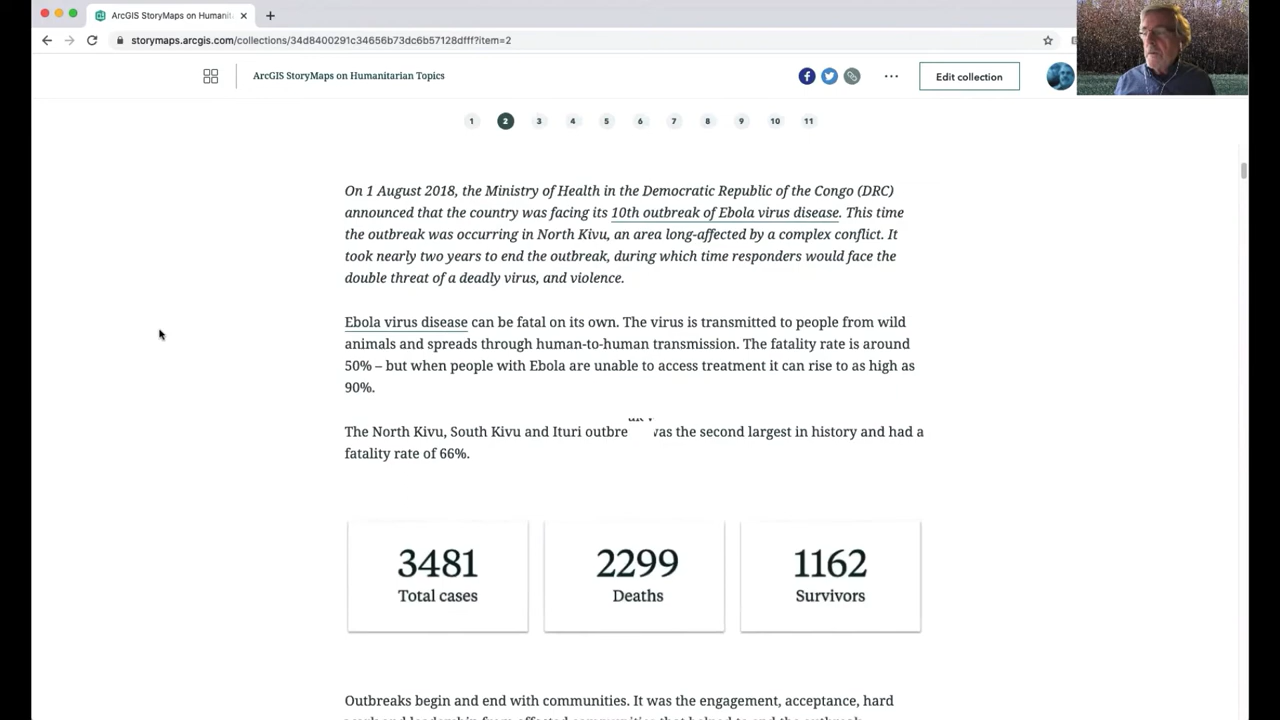 ArcGIS StoryMaps on Humanit
storymaps.arcgis.com/collections/34d8400291c34656b73dc6b57128dfff?item=2
ArcGIS StoryMaps on Humanitarian Topics
Edit collection
1 2 3 4 5 6 7 8 9 10 11
On 1 August 2018, the Ministry of Health in the Democratic Republic of the Congo (DRC)
announced that the country was facing its 10th outbreak of Ebola virus disease. This time
the outbreak was occurring in North Kivu, an area long-affected by a complex conflict. It
took nearly two years to end the outbreak, during which time responders would face the
double threat of a deadly virus, and violence.
Ebola virus disease can be fatal on its own. The virus is transmitted to people from wild
animals and spreads through human-to-human transmission. The fatality rate is around
50% – but when people with Ebola are unable to access treatment it can rise to as high as
90%.
The North Kivu, South Kivu and Ituri outbre was the second largest in history and had a
fatality rate of 66%.
3481 2299 1162
Total cases Deaths Survivors
Outbreaks begin and end with communities. It was the engagement, acceptance, hard